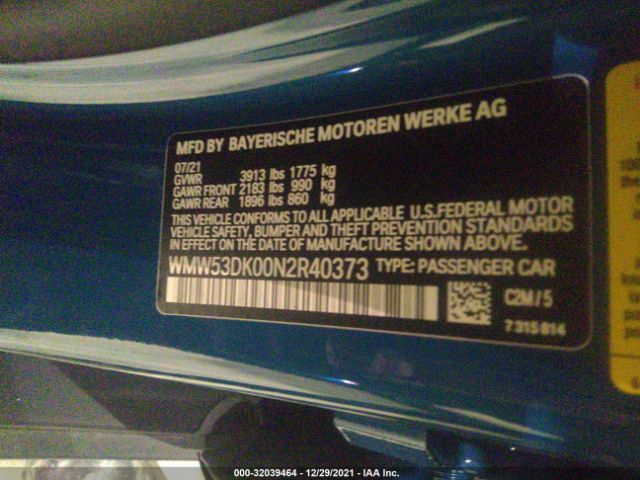 MFD BY BAYERISCHE MOTOREN WERKE AG
07/21
GVWR 3913 lbs 1775 kg
GAWR FRONT 2183 lbs 990 kg
GAWR REAR 1896 lbs 860 kg
THIS VEHICLE CONFORMS TO ALL APPLICABLE U.S.FEDERAL MOTOR
VEHICLE SAFETY, BUMPER AND THEFT PREVENTION STANDARDS
IN EFFECT ON THE DATE OF MANUFACTURE SHOWN ABOVE.
WMW53DK00N2R40373 TYPE: PASSENGER CAR
C2M / 5
7315814
000-32039464 - 12/29/2021 - IAA Inc.